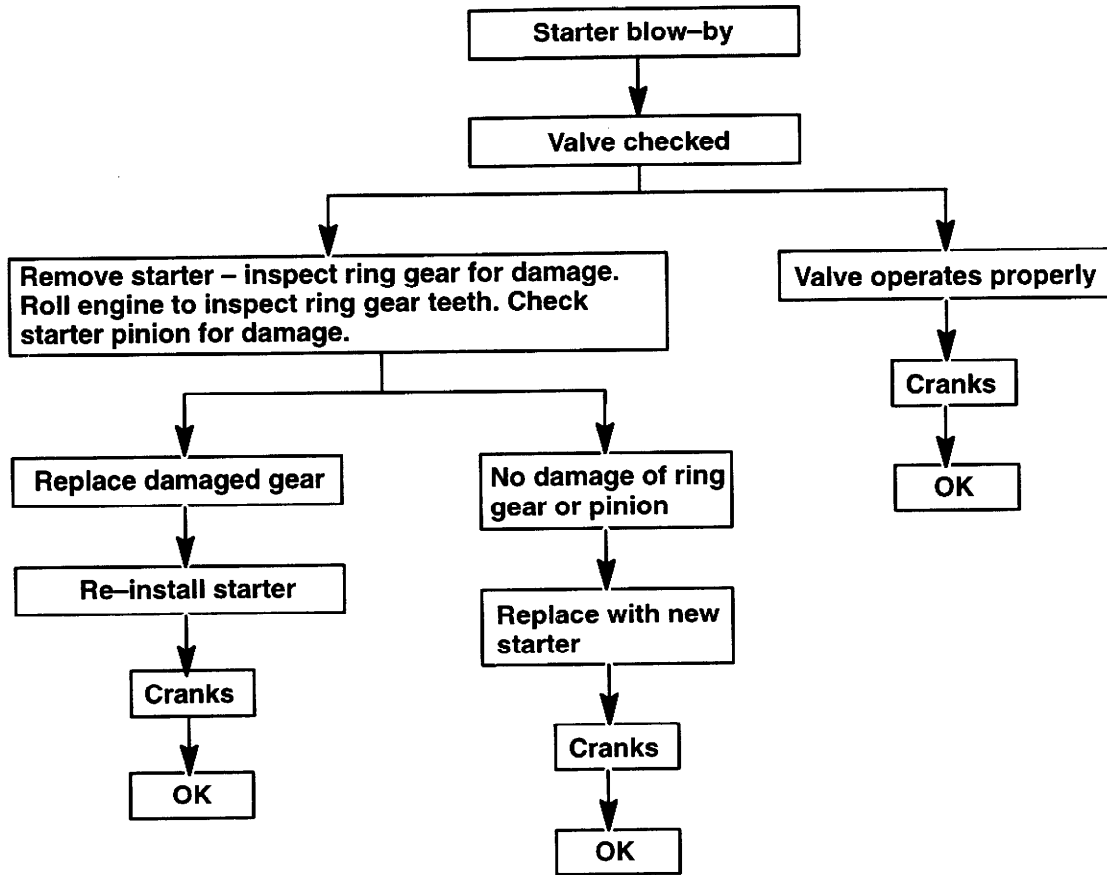 Starter blow–by
Valve checked
Remove starter – inspect ring gear for damage.
Roll engine to inspect ring gear teeth. Check
starter pinion for damage.
Valve operates properly
Cranks
OK
Replace damaged gear
Re–install starter
Cranks
OK
No damage of ring
gear or pinion
Replace with new
starter
Cranks
OK